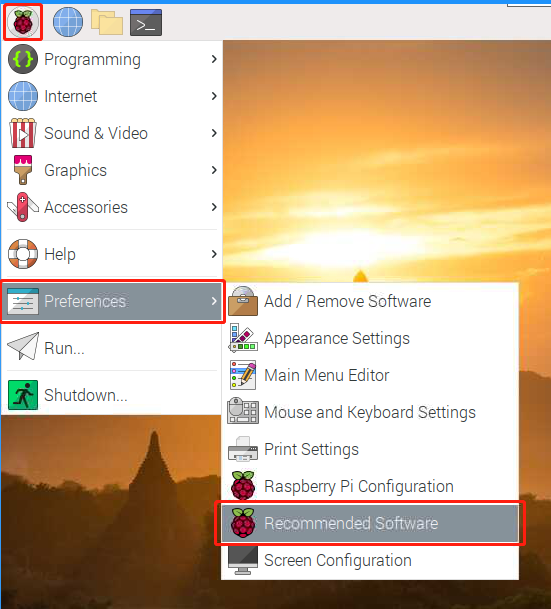 Programming
Internet
Sound & Video
Graphics
Accessories
Help
Preferences
Run...
Shutdown...
Add / Remove Software
Appearance Settings
Main Menu Editor
Mouse and Keyboard Settings
Print Settings
Raspberry Pi Configuration
Recommended Software
Screen Configuration